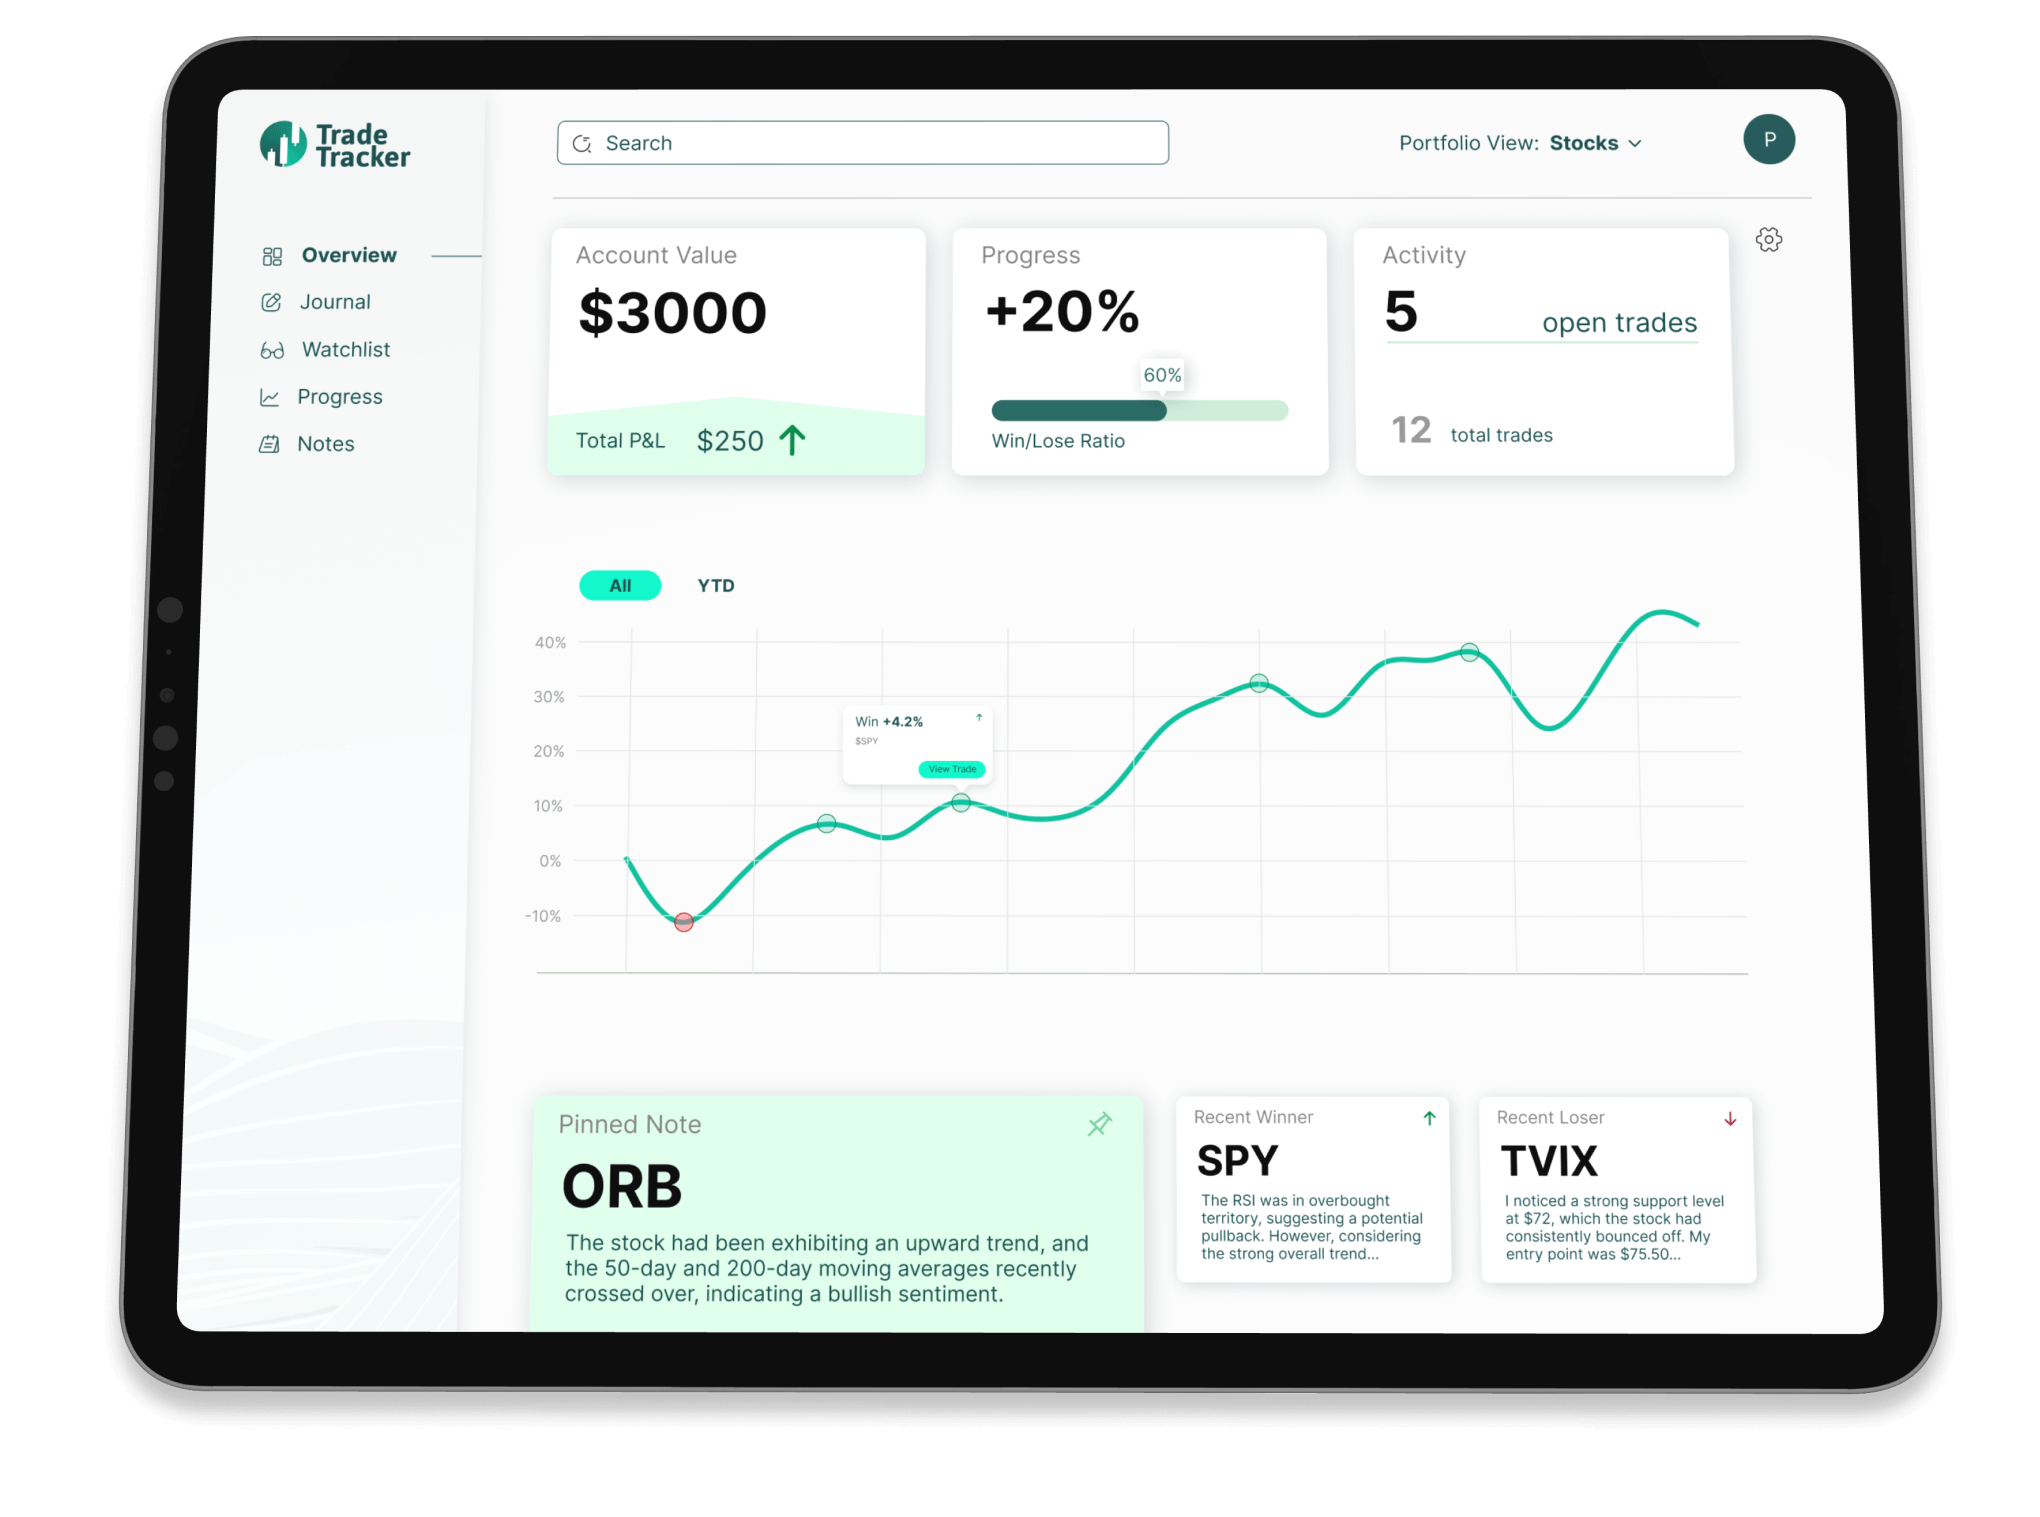 Trade
Tracker
Search
Portfolio View: Stocks
P
Overview
Journal
Watchlist
Progress
Notes
Account Value
$3000
Total P&L $250
Progress
+20%
60%
Win/Lose Ratio
Activity
5 open trades
12 total trades
All YTD
40%
30%
20%
10%
0%
-10%
Win +4.2%
$SPY
View Trade
Pinned Note
ORB
The stock had been exhibiting an upward trend, and
the 50-day and 200-day moving averages recently
crossed over, indicating a bullish sentiment.
Recent Winner
SPY
The RSI was in overbought
territory, suggesting a potential
pullback. However, considering
the strong overall trend...
Recent Loser
TVIX
I noticed a strong support level
at $72, which the stock had
consistently bounced off. My
entry point was $75.50...